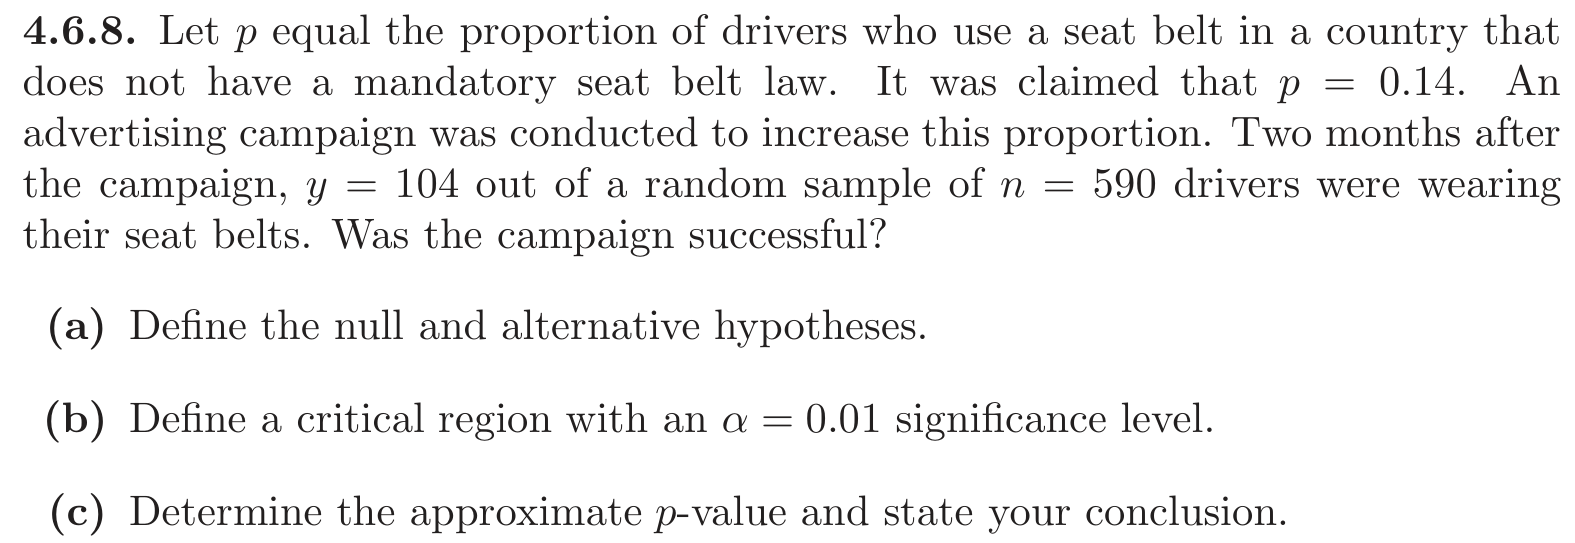 4.6.8. Let p equal the proportion of drivers who use a seat belt in a country that
does not have a mandatory seat belt law. It was claimed that p = 0.14. An
advertising campaign was conducted to increase this proportion. Two months after
the campaign, y = 104 out of a random sample of n = 590 drivers were wearing
their seat belts. Was the campaign successful?
(a) Define the null and alternative hypotheses.
(b) Define a critical region with an α = 0.01 significance level.
(c) Determine the approximate p-value and state your conclusion.